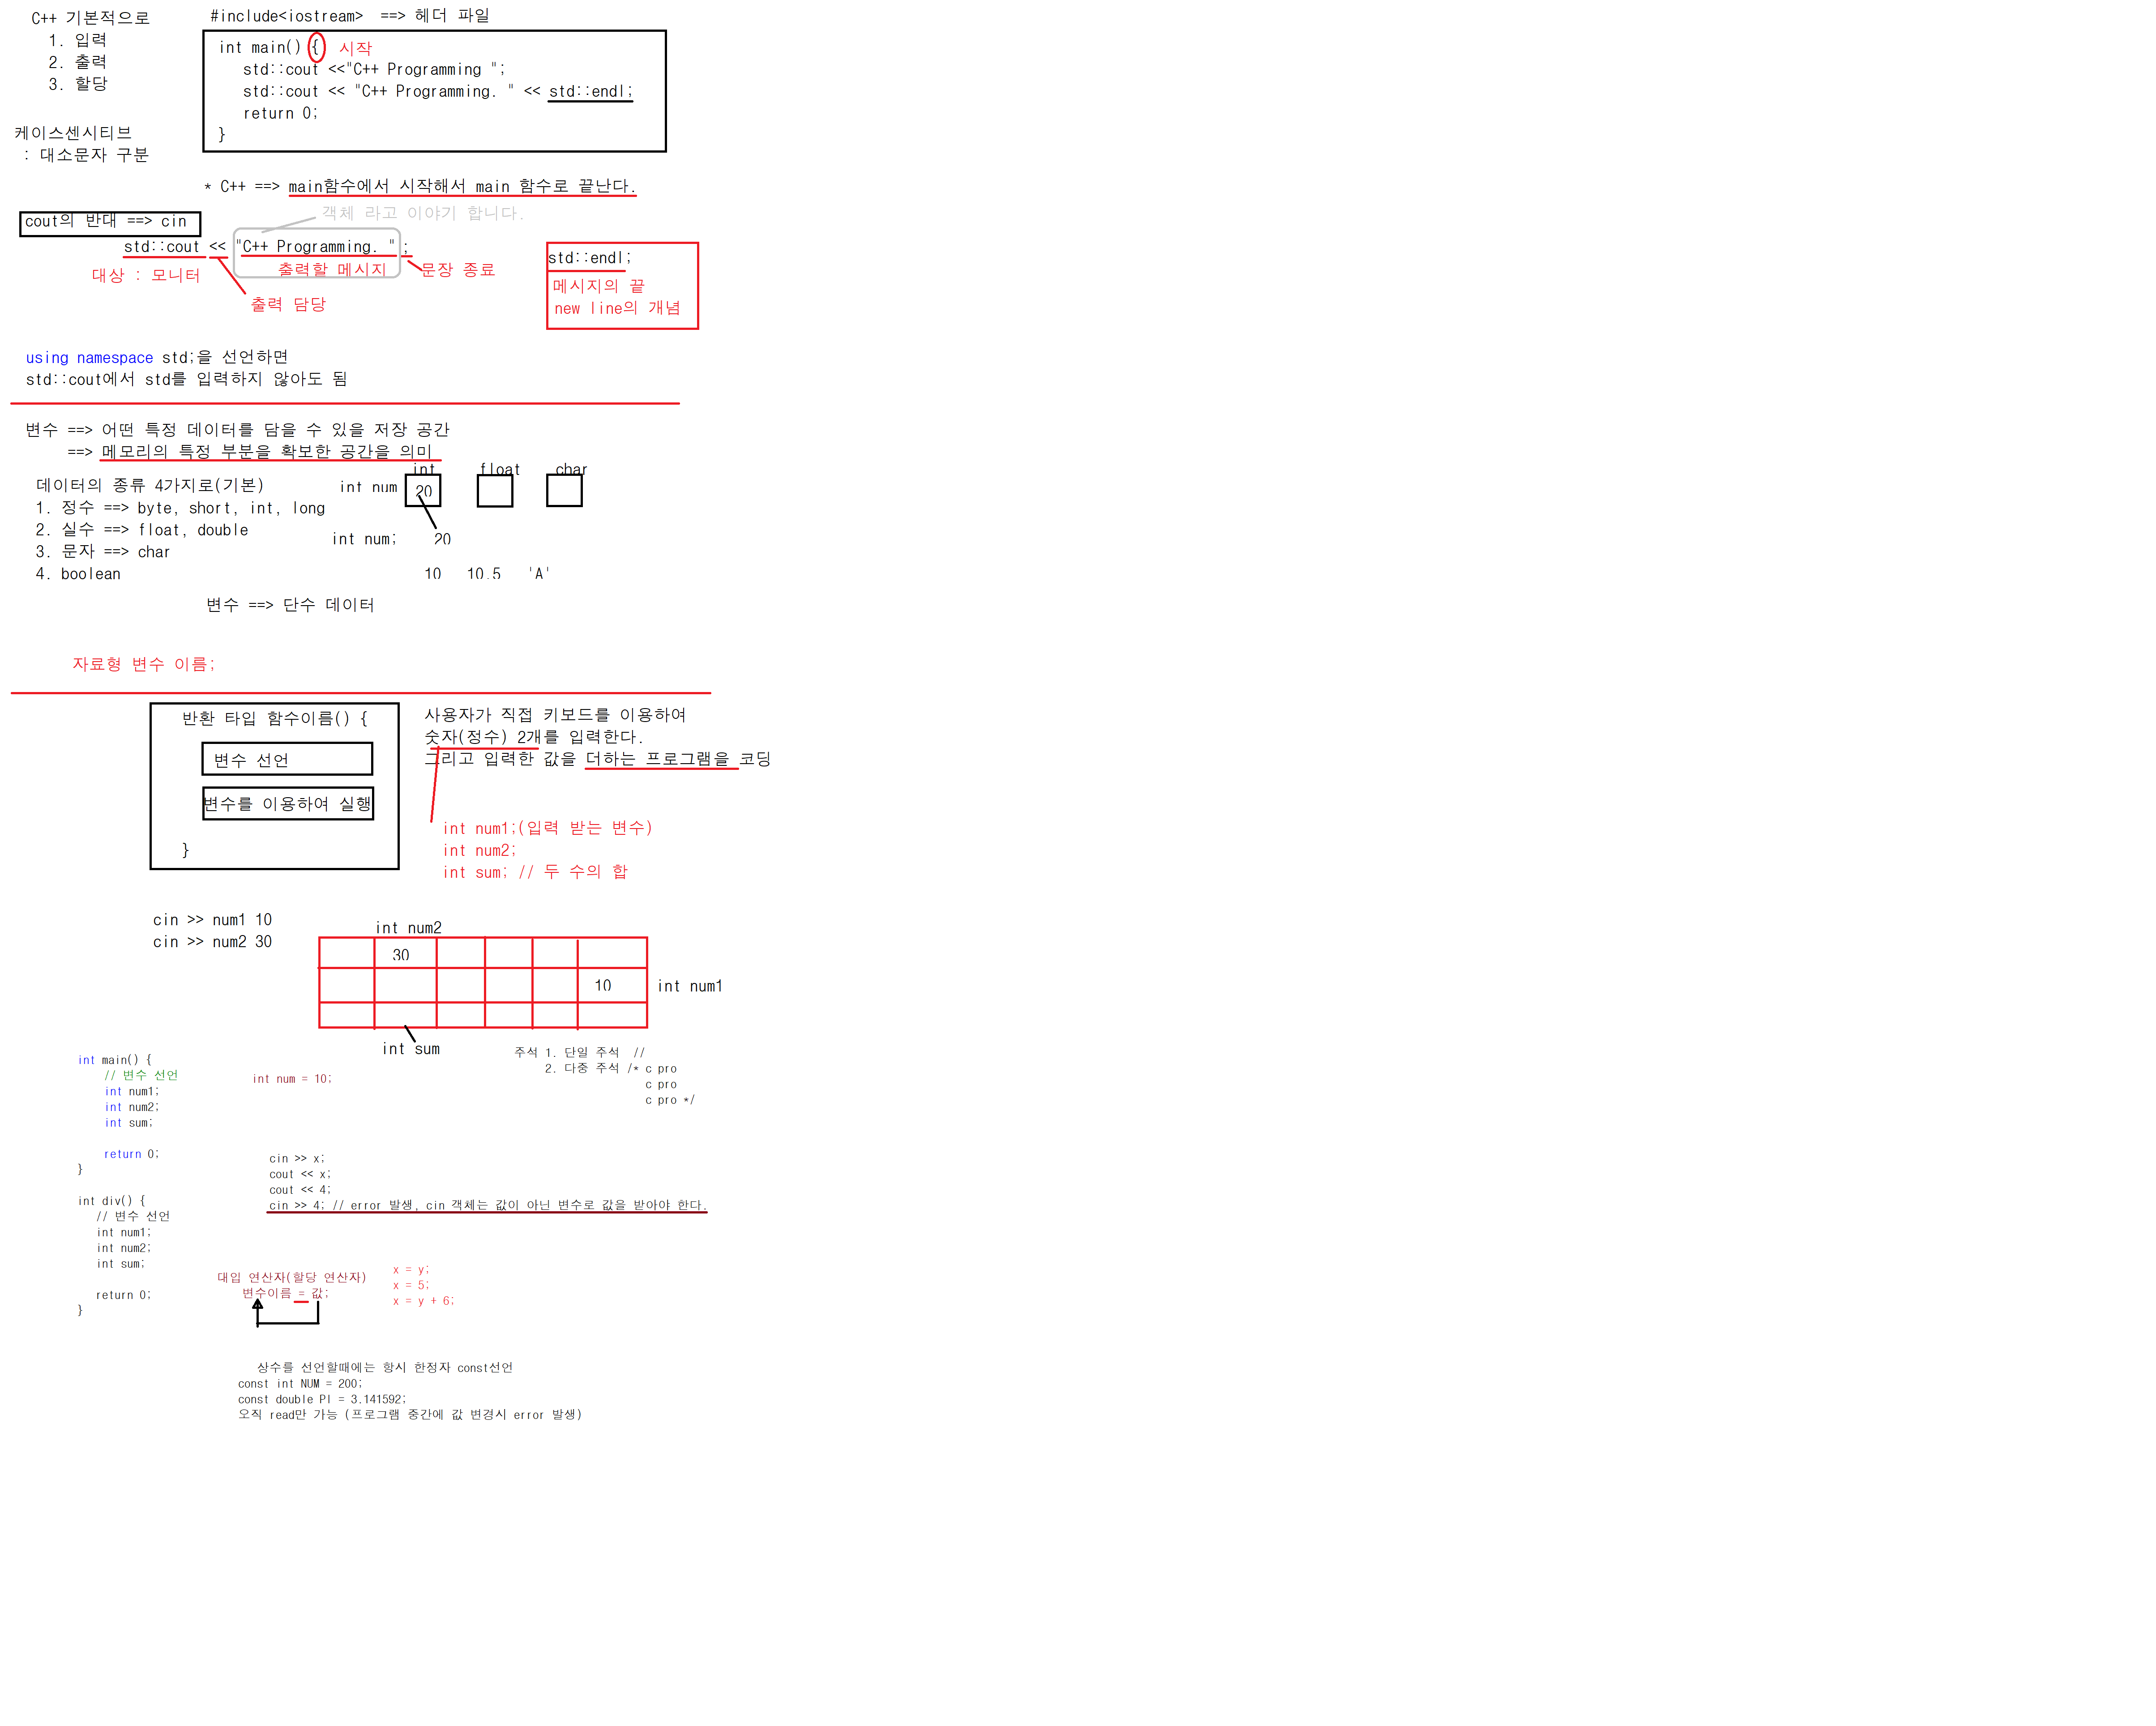 C++ 기본적으로
1. 입력
2. 출력
3. 할당
케이스센시티브
: 대소문자 구분
#include<iostream> ==> 헤더 파일
int main() { 시작
std::cout <<"C++ Programming ";
std::cout << "C++ Programming. " << std::endl;
return 0;
}
* C++ ==> main함수에서 시작해서 main 함수로 끝난다.
객체 라고 이야기 합니다.
cout의 반대 ==> cin
std::cout << "C++ Programming. " ;
대상 : 모니터
출력할 메시지
문장 종료
출력 담당
std::endl;
메시지의 끝
new line의 개념
using namespace std;을 선언하면
std::cout에서 std를 입력하지 않아도 됨
변수 ==> 어떤 특정 데이터를 담을 수 있을 저장 공간
==> 메모리의 특정 부분을 확보한 공간을 의미
데이터의 종류 4가지로(기본)
1. 정수 ==> byte, short, int, long
2. 실수 ==> float, double
3. 문자 ==> char
4. boolean
int float char
int num 20
int num; 20
10 10.5 'A'
변수 ==> 단수 데이터
자료형 변수 이름;
반환 타입 함수이름() {
변수 선언
변수를 이용하여 실행
}
사용자가 직접 키보드를 이용하여
숫자(정수) 2개를 입력한다.
그리고 입력한 값을 더하는 프로그램을 코딩
int num1;(입력 받는 변수)
int num2;
int sum; // 두 수의 합
cin >> num1 10
cin >> num2 30
int num2
30
10 int num1
int sum
주석 1. 단일 주석 //
2. 다중 주석 /* c pro
c pro
c pro */
int main() {
// 변수 선언
int num1;
int num2;
int sum;
return 0;
}
int num = 10;
int div() {
// 변수 선언
int num1;
int num2;
int sum;
return 0;
}
cin >> x;
cout << x;
cout << 4;
cin >> 4; // error 발생, cin 객체는 값이 아닌 변수로 값을 받아야 한다.
대입 연산자(할당 연산자)
변수이름 = 값;
x = y;
x = 5;
x = y + 6;
상수를 선언할때에는 항시 한정자 const선언
const int NUM = 200;
const double PI = 3.141592;
오직 read만 가능 (프로그램 중간에 값 변경시 error 발생)